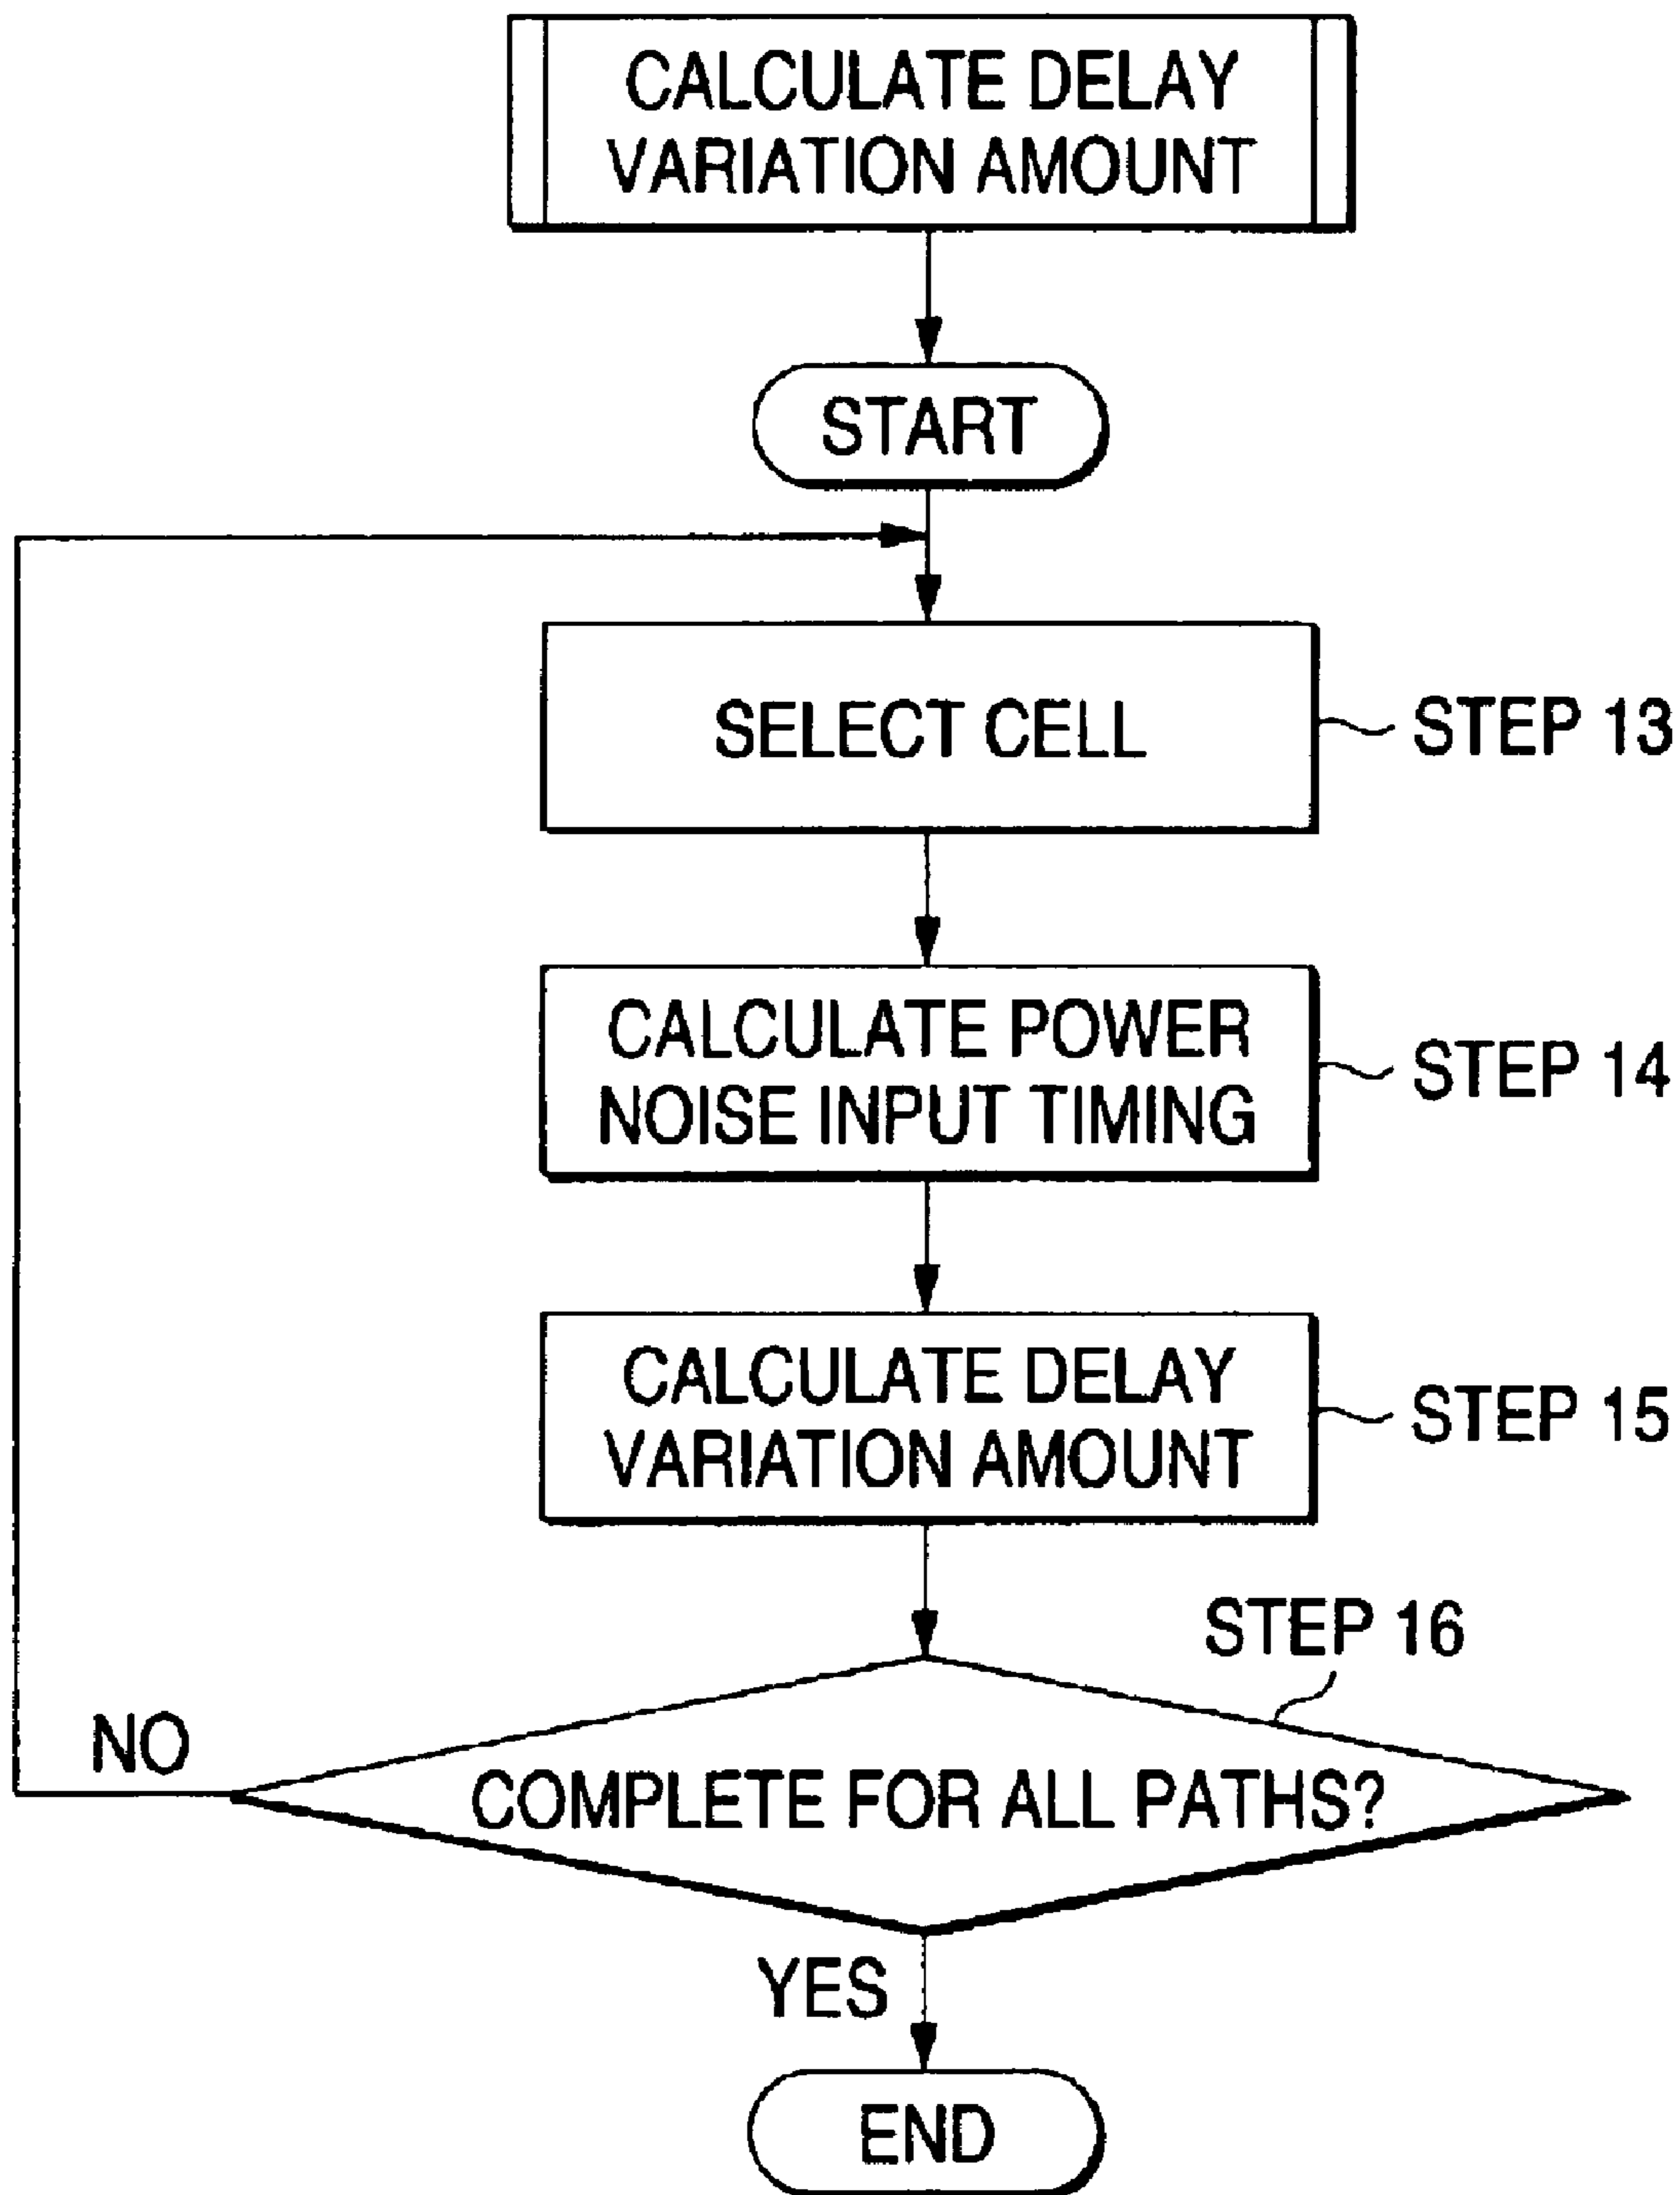 CALCULATE DELAY
VARIATION AMOUNT
START
SELECT CELL
STEP 13
CALCULATE POWER
NOISE INPUT TIMING
STEP 14
CALCULATE DELAY
VARIATION AMOUNT
STEP 15
STEP 16
NO
COMPLETE FOR ALL PATHS?
YES
END